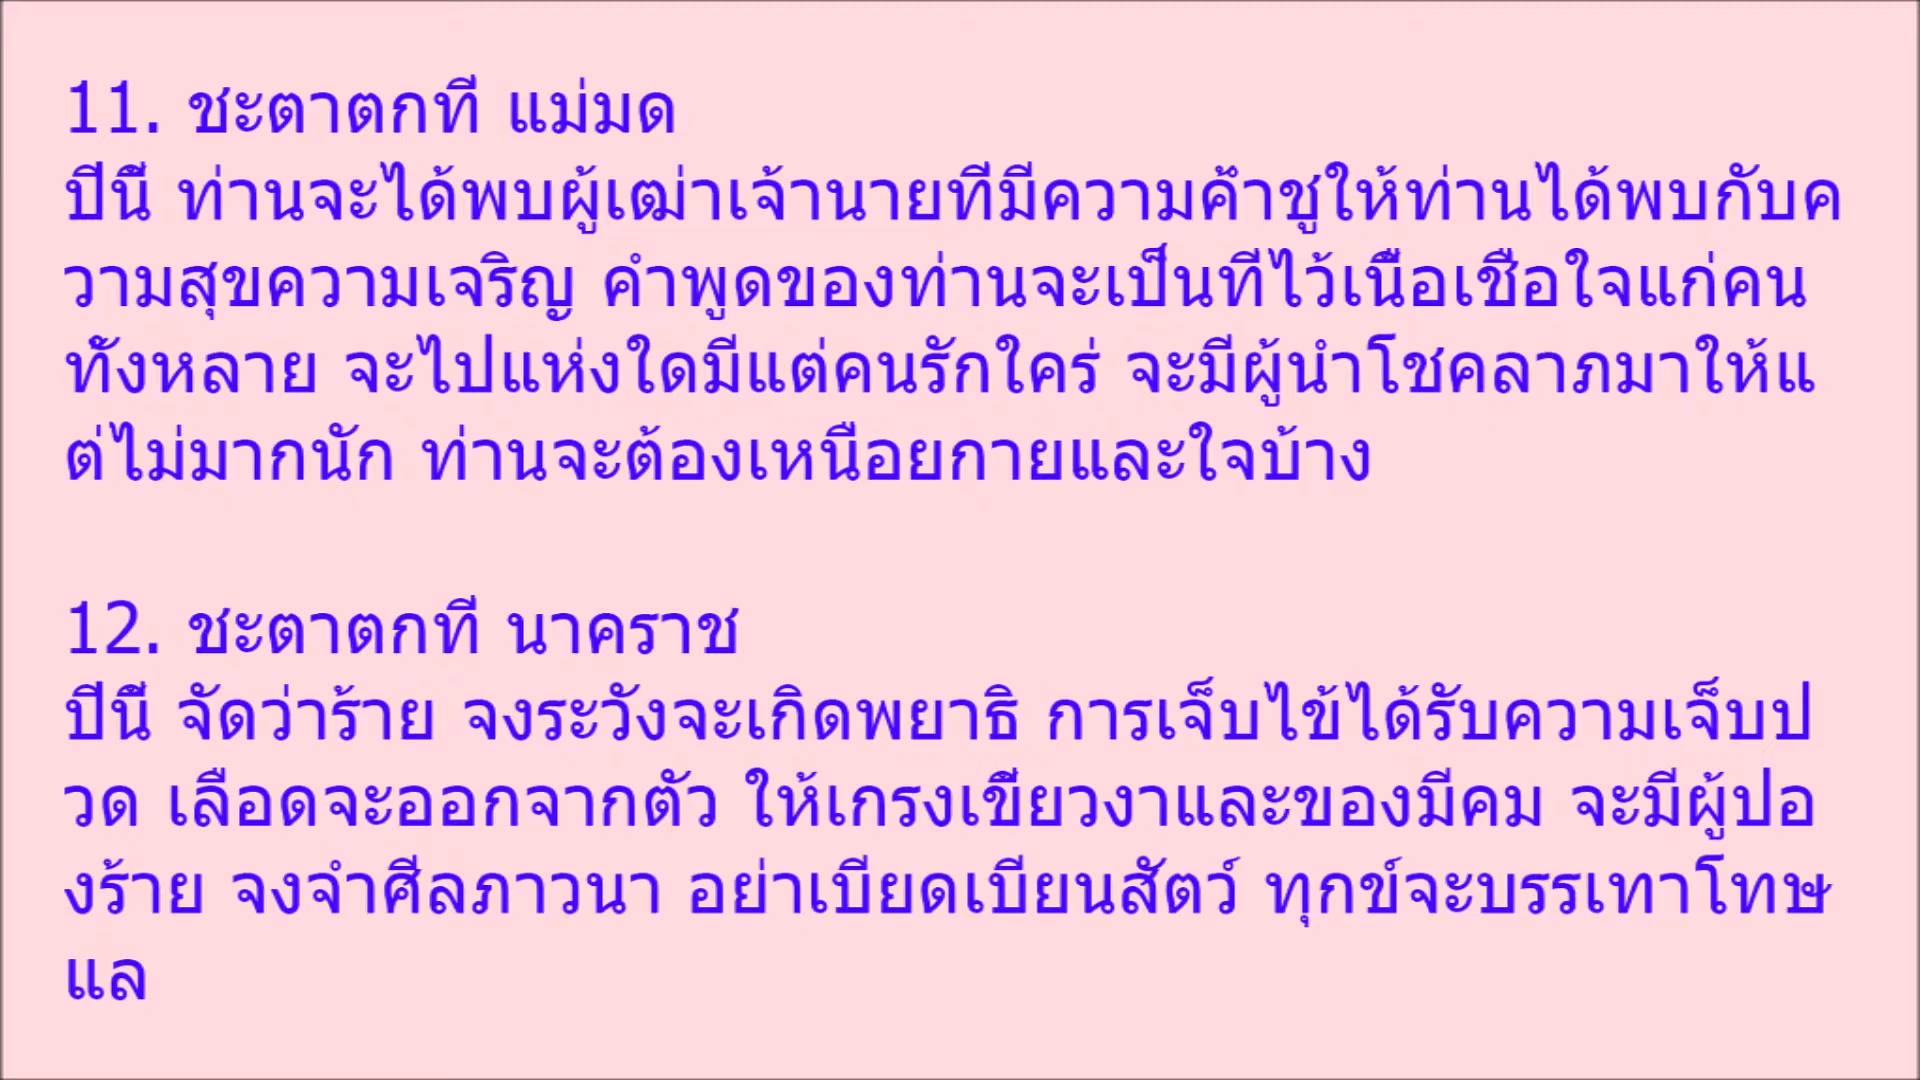 11. ชะตาตกที่ แม่มด
ปีนี้ ท่านจะได้พบผู้เฒ่าเจ้านายที่มีความค้ำชูให้ท่านได้พบกับค
วามสุขความเจริญ คำพูดของท่านจะเป็นที่ไว้เนื้อเชื่อใจแก่คน
ทั้งหลาย จะไปแห่งใดมีแต่คนรักใคร่ จะมีผู้นำโชคลาภมาให้แ
ต่ไม่มากนัก ท่านจะต้องเหนื่อยกายและใจบ้าง
12. ชะตาตกที่ นาคราช
ปีนี้ จัดว่าร้าย จงระวังจะเกิดพยาธิ การเจ็บไข้ได้รับความเจ็บป
วด เลือดจะออกจากตัว ให้เกรงเขี้ยวงาและของมีคม จะมีผู้ปอ
งร้าย จงจำศีลภาวนา อย่าเบียดเบียนสัตว์ ทุกข์จะบรรเทาโทษ
แล